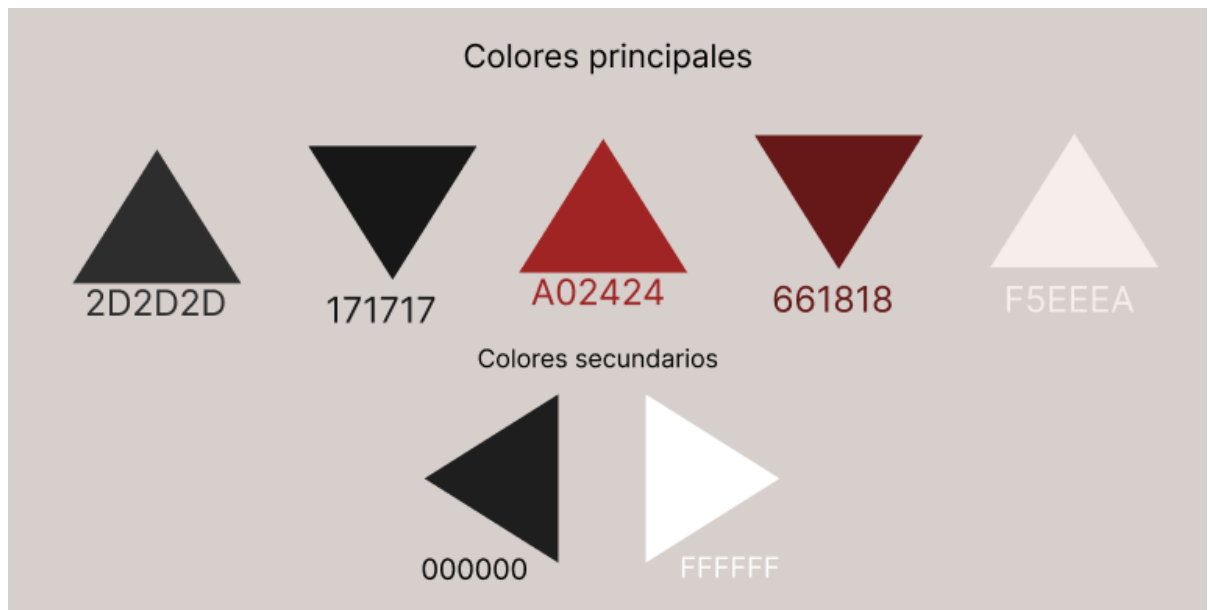 Colores principales
2D2D2D
171717
A02424
661818
F5EEEA
Colores secundarios
000000
FFFFFF